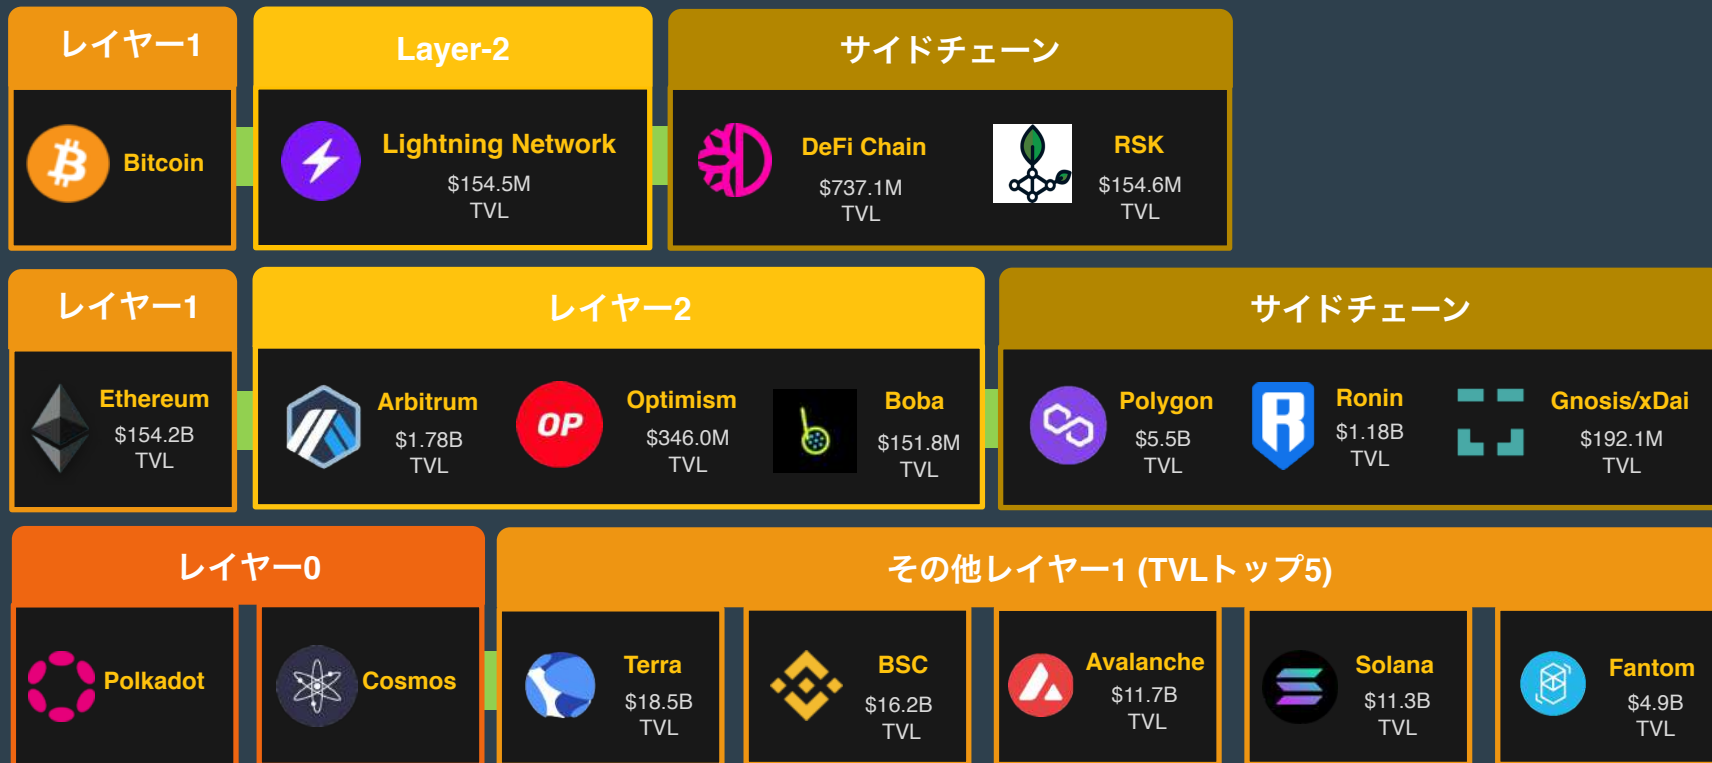 レイヤー1
Layer-2
サイドチェーン
Bitcoin
Lightning Network
$154.5M
TVL
DeFi Chain
$737.1M
TVL
RSK
$154.6M
TVL
レイヤー1
レイヤー2
サイドチェーン
Ethereum
$154.2B
TVL
Arbitrum
$1.78B
TVL
OP
Optimism
$346.0M
TVL
Boba
$151.8M
TVL
Polygon
$5.5B
TVL
Ronin
$1.18B
TVL
Gnosis/xDai
$192.1M
TVL
レイヤー0
その他レイヤー1 (TVLトップ5)
Polkadot
Cosmos
Terra
$18.5B
TVL
BSC
$16.2B
TVL
Avalanche
$11.7B
TVL
Solana
$11.3B
TVL
Fantom
$4.9B
TVL